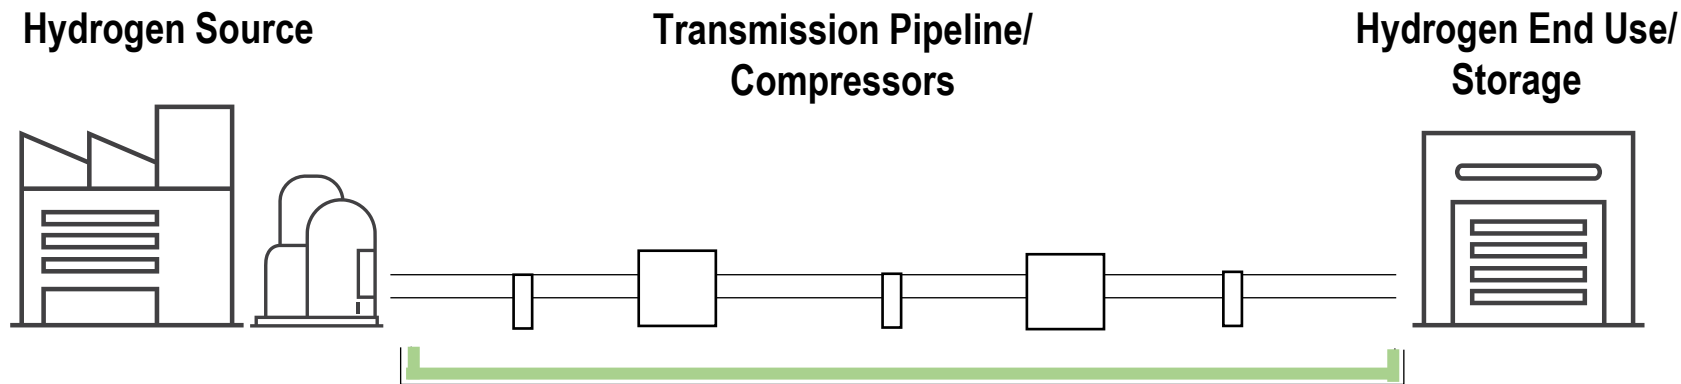 Hydrogen Source
Transmission Pipeline/
Compressors
Hydrogen End Use/
Storage